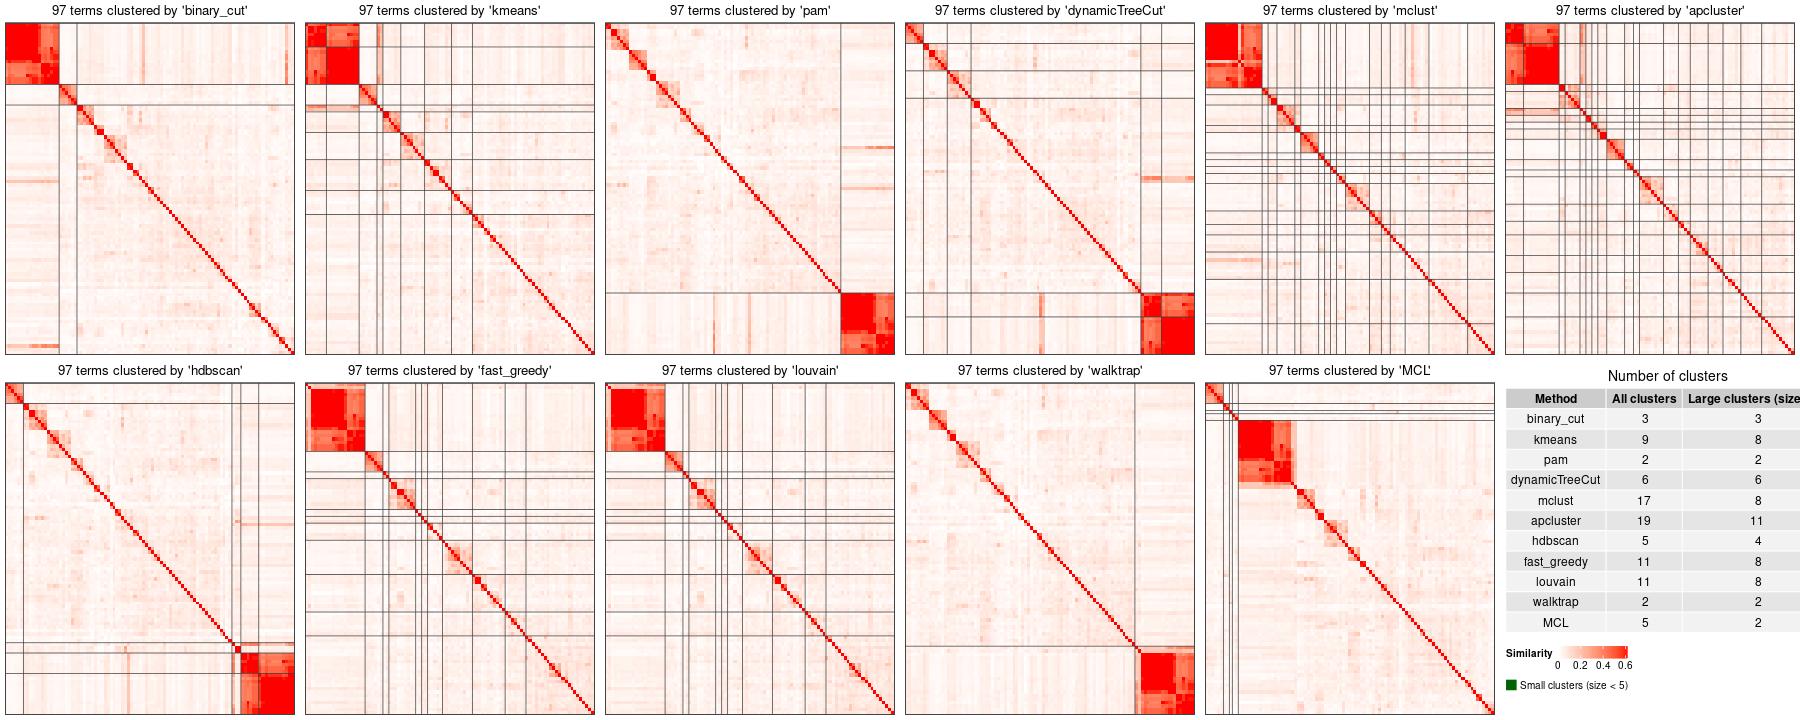 97 terms clustered by 'binary_cut'
97 terms clustered by 'kmeans'
97 terms clustered by 'pam'
97 terms clustered by 'dynamicTreeCut'
97 terms clustered by 'mclust'
97 terms clustered by 'apcluster'
97 terms clustered by 'hdbscan'
97 terms clustered by 'fast_greedy'
97 terms clustered by 'louvain'
97 terms clustered by 'walktrap'
97 terms clustered by 'MCL'
Number of clusters
Method All clusters Large clusters (size
binary_cut 3 3
kmeans 9 8
pam 2 2
dynamicTreeCut 6 6
mclust 17 8
apcluster 19 11
hdbscan 5 4
fast_greedy 11 8
louvain 11 8
walktrap 2 2
MCL 5 2
Similarity
0 0.2 0.4 0.6
Small clusters (size < 5)